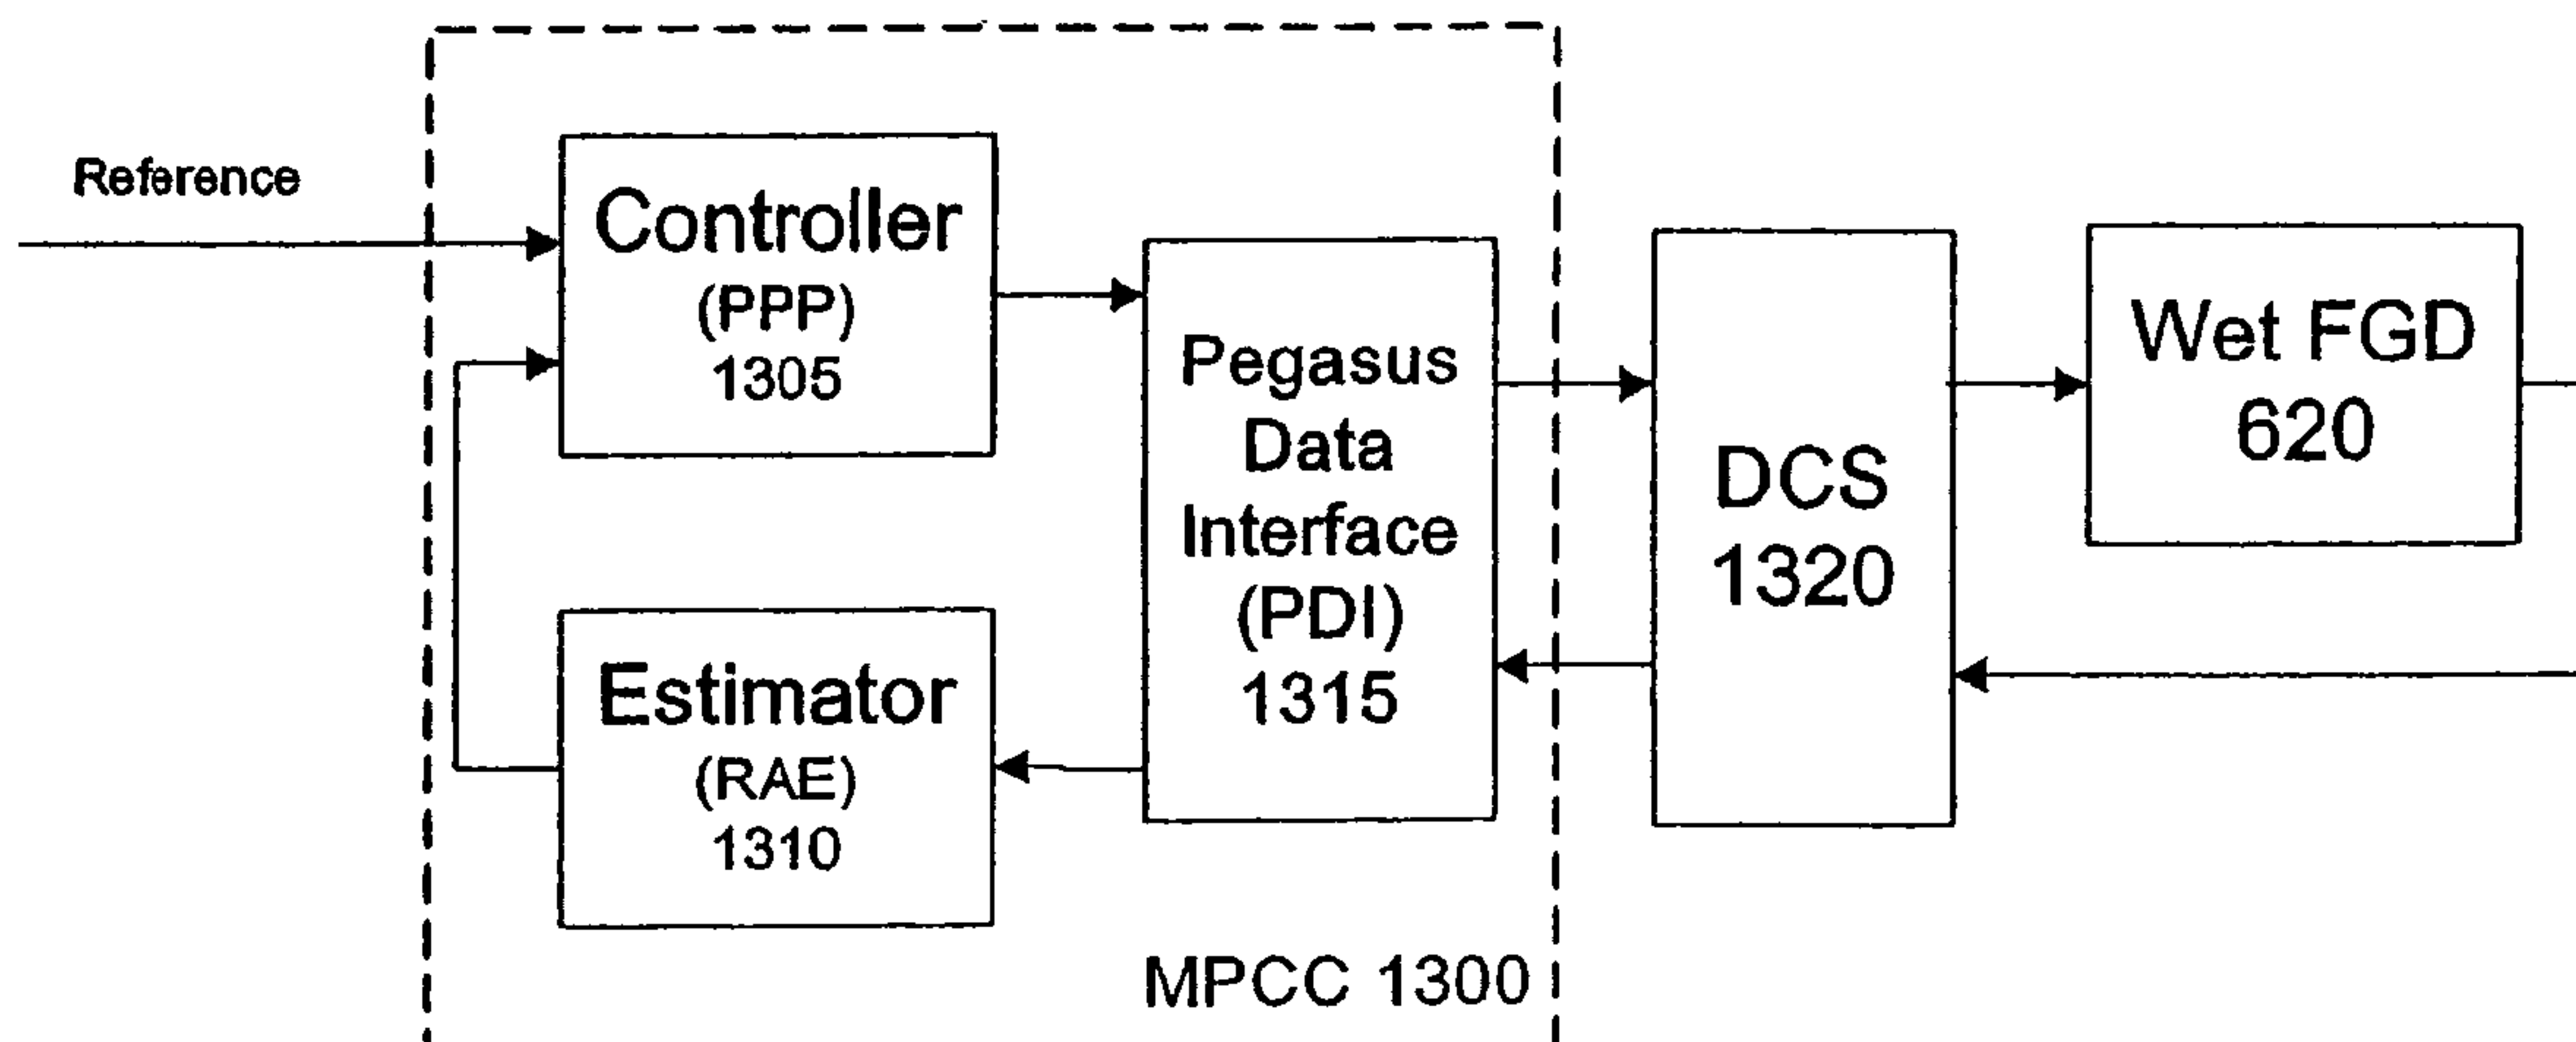 Reference
Controller
(PPP)
1305
Pegasus
Data
Interface
(PDI)
1315
DCS
1320
Wet FGD
620
Estimator
(RAE)
1310
MPCC 1300